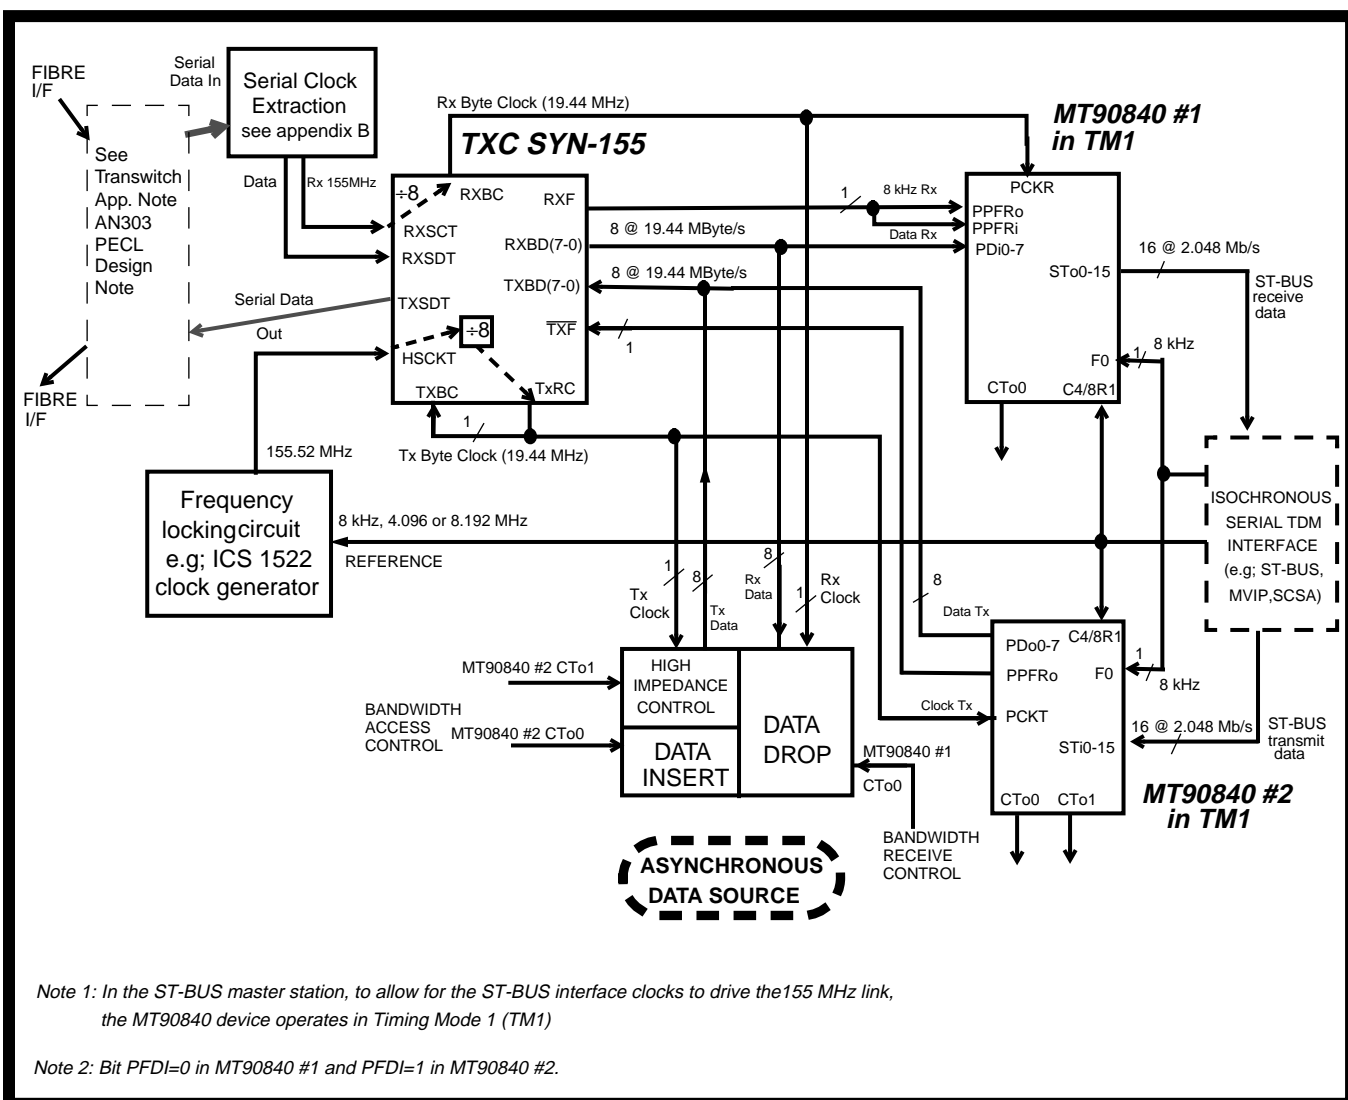 FIBRE
I/F
Serial
Data In
Serial Clock
Extraction
see appendix B
See
Transwitch
App. Note
AN303
PECL
Design
Note
Data
Rx 155MHz
Rx Byte Clock (19.44 MHz)
TXC SYN-155
MT90840 #1
in TM1
÷8
RXBC
RXF
RXSCT
RXBD(7-0)
RXSDT
TXBD(7-0)
TXSDT
TXF
÷8
HSCKT
TXBC
TxRC
1
8 kHz Rx
8 @ 19.44 MByte/s
Data Rx
8 @ 19.44 MByte/s
1
PCKR
PPFRo
PPFRi
PDi0-7
STo0-15
F0
CTo0
C4/8R1
16 @ 2.048 Mb/s
ST-BUS
receive
data
1
8 kHz
Serial Data
Out
FIBRE
I/F
155.52 MHz
1
Tx Byte Clock (19.44 MHz)
Frequency
lockingcircuit
e.g; ICS 1522
clock generator
8 kHz, 4.096 or 8.192 MHz
REFERENCE
ISOCHRONOUS
SERIAL TDM
INTERFACE
(e.g; ST-BUS,
MVIP,SCSA)
1
Tx
Clock
8
Tx
Data
8
Rx
Data
1
Rx
Clock
8
Data Tx
Clock Tx
PDo0-7
C4/8R1
PPFRo
F0
PCKT
STi0-15
CTo0
CTo1
1
8 kHz
16 @ 2.048 Mb/s
ST-BUS
transmit
data
MT90840 #2
in TM1
MT90840 #2 CTo1
BANDWIDTH
ACCESS
CONTROL
MT90840 #2 CTo0
HIGH
IMPEDANCE
CONTROL
DATA
INSERT
DATA
DROP
MT90840 #1
CTo0
BANDWIDTH
RECEIVE
CONTROL
ASYNCHRONOUS
DATA SOURCE
Note 1: In the ST-BUS master station, to allow for the ST-BUS interface clocks to drive the155 MHz link,
the MT90840 device operates in Timing Mode 1 (TM1)
Note 2: Bit PFDI=0 in MT90840 #1 and PFDI=1 in MT90840 #2.